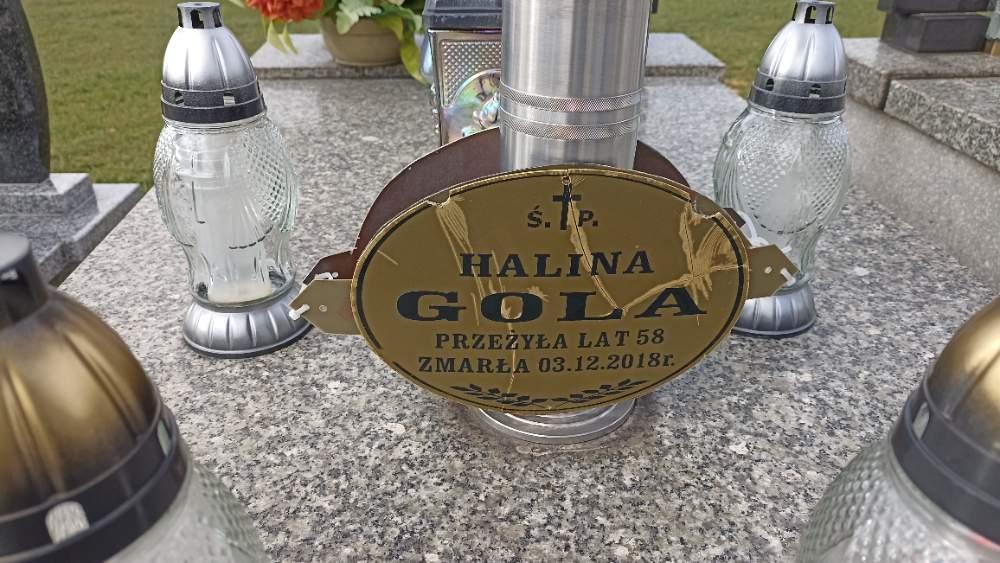 Ś. P.
HALINA
GOLA
PRZEŻYŁA LAT 58
ZMARŁA 03.12.2018r.